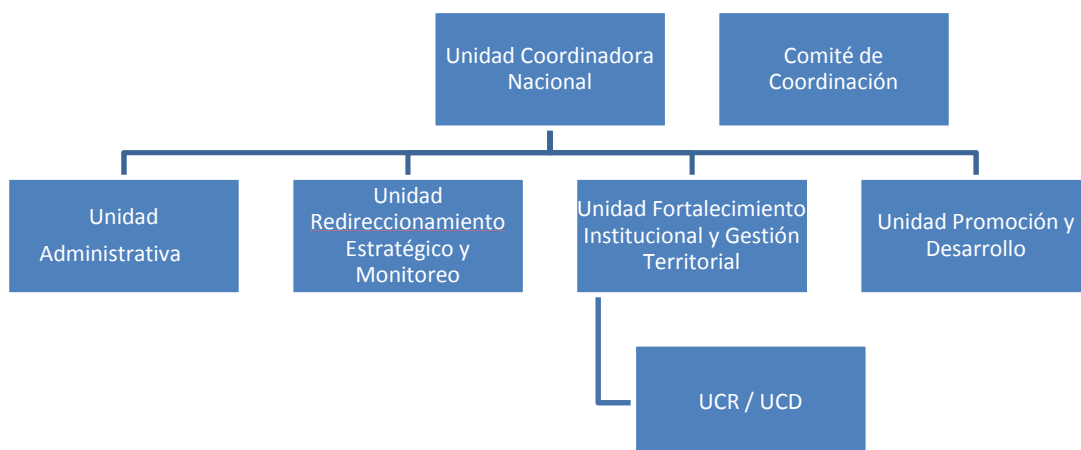 Unidad Coordinadora
Nacional
Comité de
Coordinación
Unidad
Administrativa
Unidad
Redireccionamiento
Estratégico y
Monitoreo
Unidad Fortalecimiento
Institucional y Gestión
Territorial
Unidad Promoción y
Desarrollo
UCR / UCD